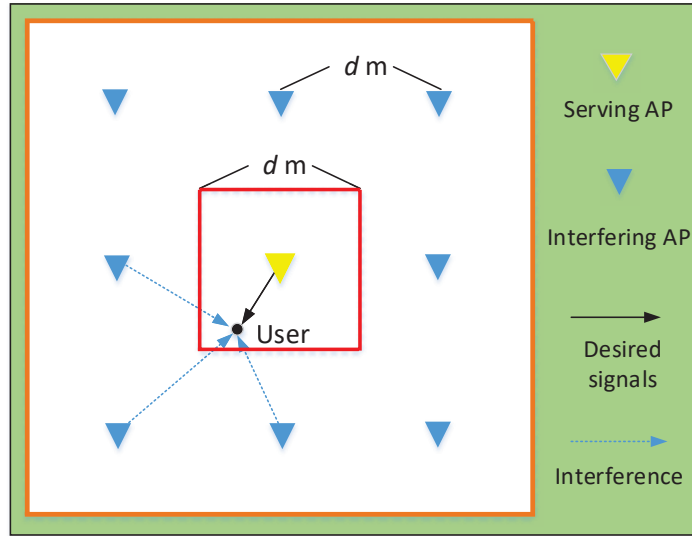 d m
d m
User
Serving AP
Interfering AP
Desired
signals
Interference